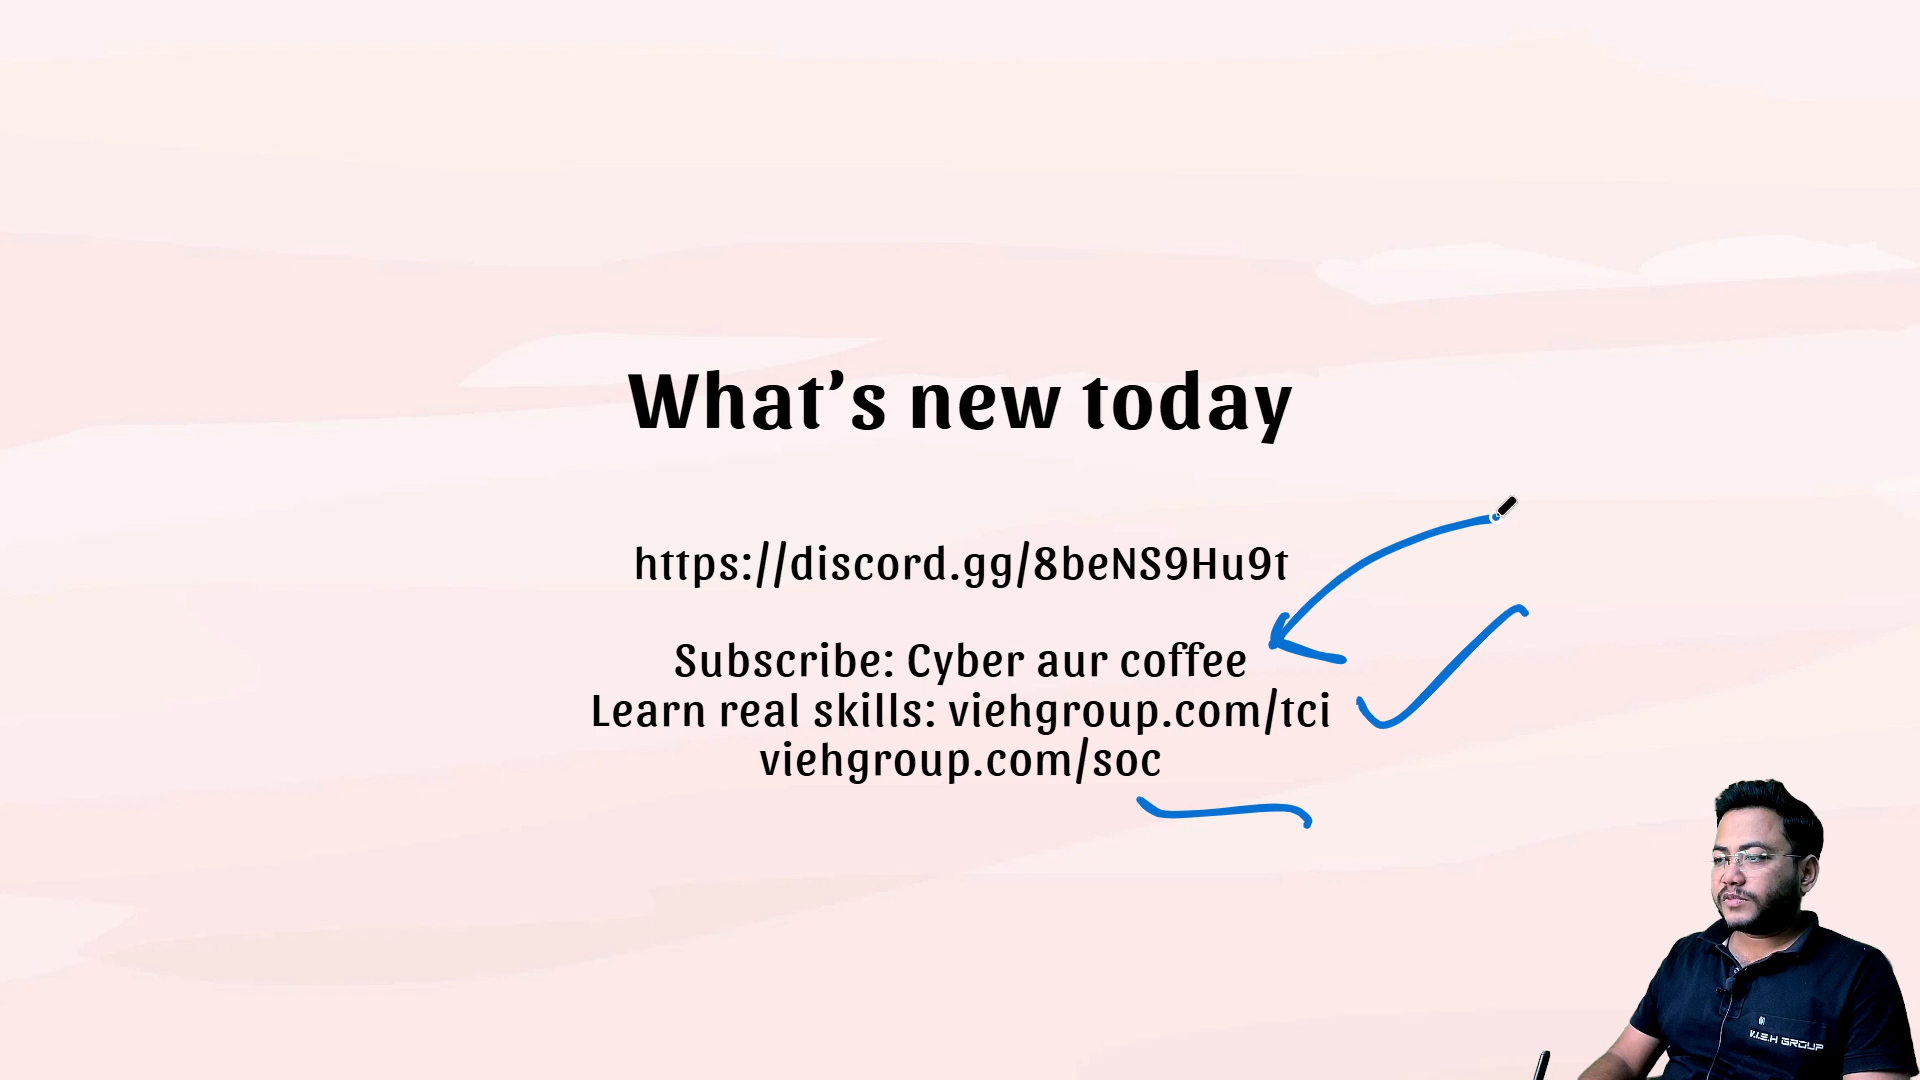 What’s new today
https://discord.gg/8beNS9Hu9t
Subscribe: Cyber aur coffee
Learn real skills: viehgroup.com/tci
viehgroup.com/soc
V.I.E.H GROUP